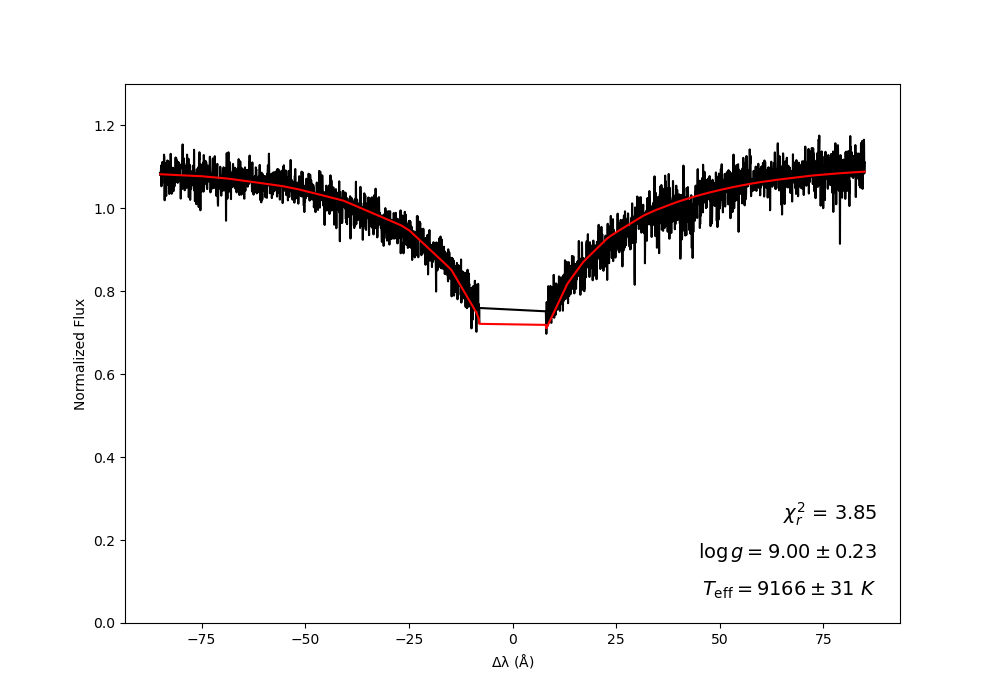 1.2
1.0
0.8
0.6
0.4
0.2
0.0
Normalized Flux
χ²ᵣ = 3.85
log g = 9.00 ± 0.23
T_eff = 9166 ± 31 K
−75 −50 −25 0 25 50 75
Δλ (Å)